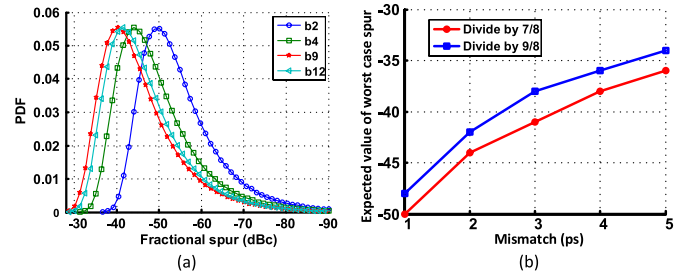 0.06
0.05
0.04
0.03
0.02
0.01
0
PDF
-30 -40 -50 -60 -70 -80 -90
Fractional spur (dBc)
b2
b4
b9
b12
(a)
Expected value of worst case spur
-30
-35
-40
-45
-50
1 2 3 4 5
Mismatch (ps)
Divide by 7/8
Divide by 9/8
(b)